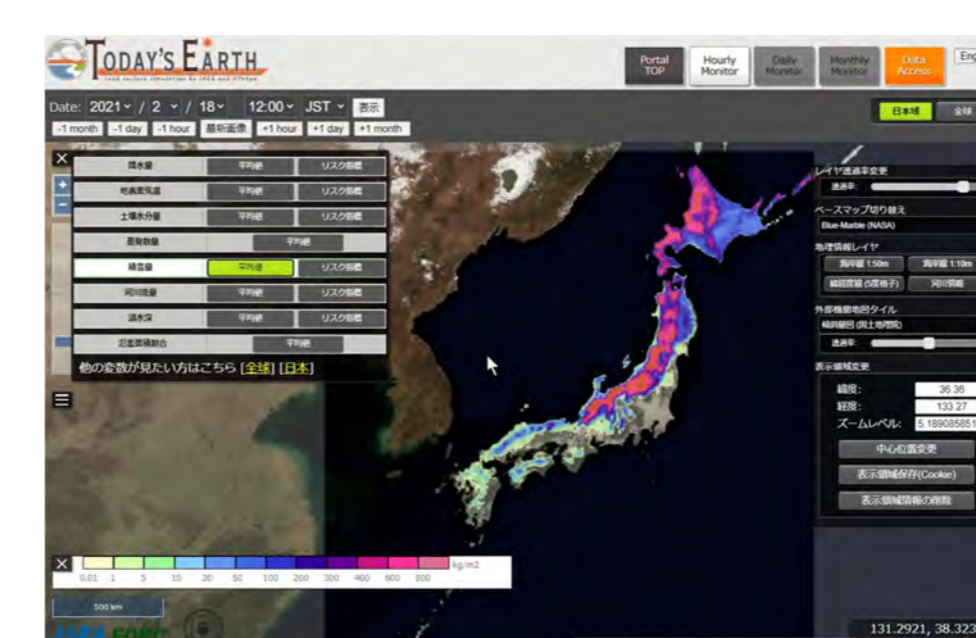 TODAY'S EARTH
Land surface simulation by JAXA and UTokyo
Portal TOP
Hourly Monitor
Daily Monitor
Monthly Monitor
Data Access
Eng
Date: 2021 / 2 / 18 12:00 JST 表示
-1 month -1 day -1 hour 最新画像 +1 hour +1 day +1 month
日本域 全球
降水量 平均値 リスク指標
地表面気温 平均値 リスク指標
土壌水分量 平均値 リスク指標
蒸発散量 平均値
積雪量 平均値 リスク指標
河川流量 平均値 リスク指標
氾濫水深 平均値 リスク指標
氾濫面積割合 平均値
他の変数が見たい方はこちら [全球] [日本]
レイヤ透過率変更
透過率:
ベースマップ切り替え
Blue-Marble (NASA)
地理情報レイヤ
海岸線 1:50m 海岸線 1:10m
緯経度線 (5度格子) 河川情報
外部機関地図タイル
傾斜量図 (国土地理院)
透過率:
表示領域変更
緯度: 36.36
経度: 133.27
ズームレベル: 5.189085851
中心位置変更
表示領域保存(Cookie)
表示領域情報の削除
0.01 1 5 10 20 50 100 200 300 400 600 800 kg/m2
500 km
JAXA EORC
131.2921, 38.323